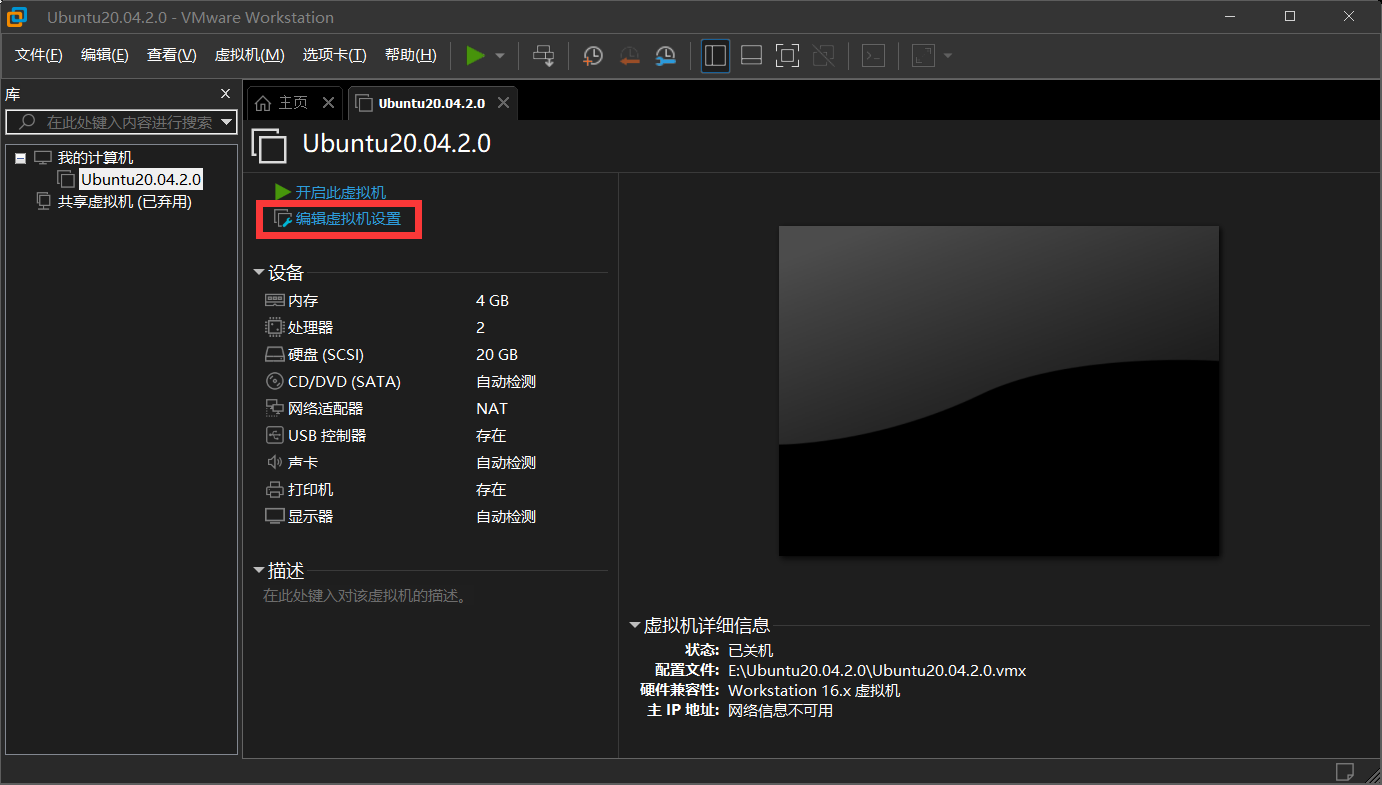 Ubuntu20.04.2.0 - VMware Workstation
文件(F) 编辑(E) 查看(V) 虚拟机(M) 选项卡(T) 帮助(H)
库
在此处键入内容进行搜索
我的计算机
Ubuntu20.04.2.0
共享虚拟机 (已弃用)
主页 Ubuntu20.04.2.0
Ubuntu20.04.2.0
开启此虚拟机
编辑虚拟机设置
设备
内存 4 GB
处理器 2
硬盘 (SCSI) 20 GB
CD/DVD (SATA) 自动检测
网络适配器 NAT
USB 控制器 存在
声卡 自动检测
打印机 存在
显示器 自动检测
描述
在此处键入对该虚拟机的描述。
虚拟机详细信息
状态: 已关机
配置文件: E:\Ubuntu20.04.2.0\Ubuntu20.04.2.0.vmx
硬件兼容性: Workstation 16.x 虚拟机
主 IP 地址: 网络信息不可用